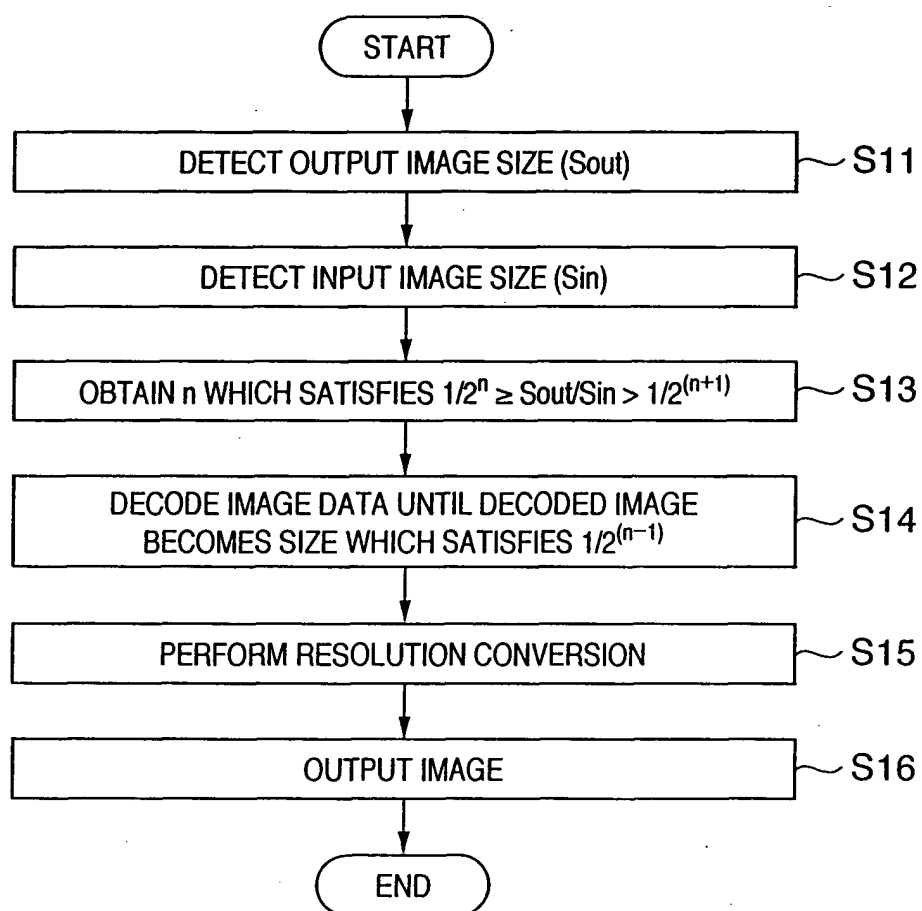 START
DETECT OUTPUT IMAGE SIZE (Sout)
S11
DETECT INPUT IMAGE SIZE (Sin)
S12
OBTAIN n WHICH SATISFIES 1/2^n ≥ Sout/Sin > 1/2^(n+1)
S13
DECODE IMAGE DATA UNTIL DECODED IMAGE
BECOMES SIZE WHICH SATISFIES 1/2^(n−1)
S14
PERFORM RESOLUTION CONVERSION
S15
OUTPUT IMAGE
S16
END